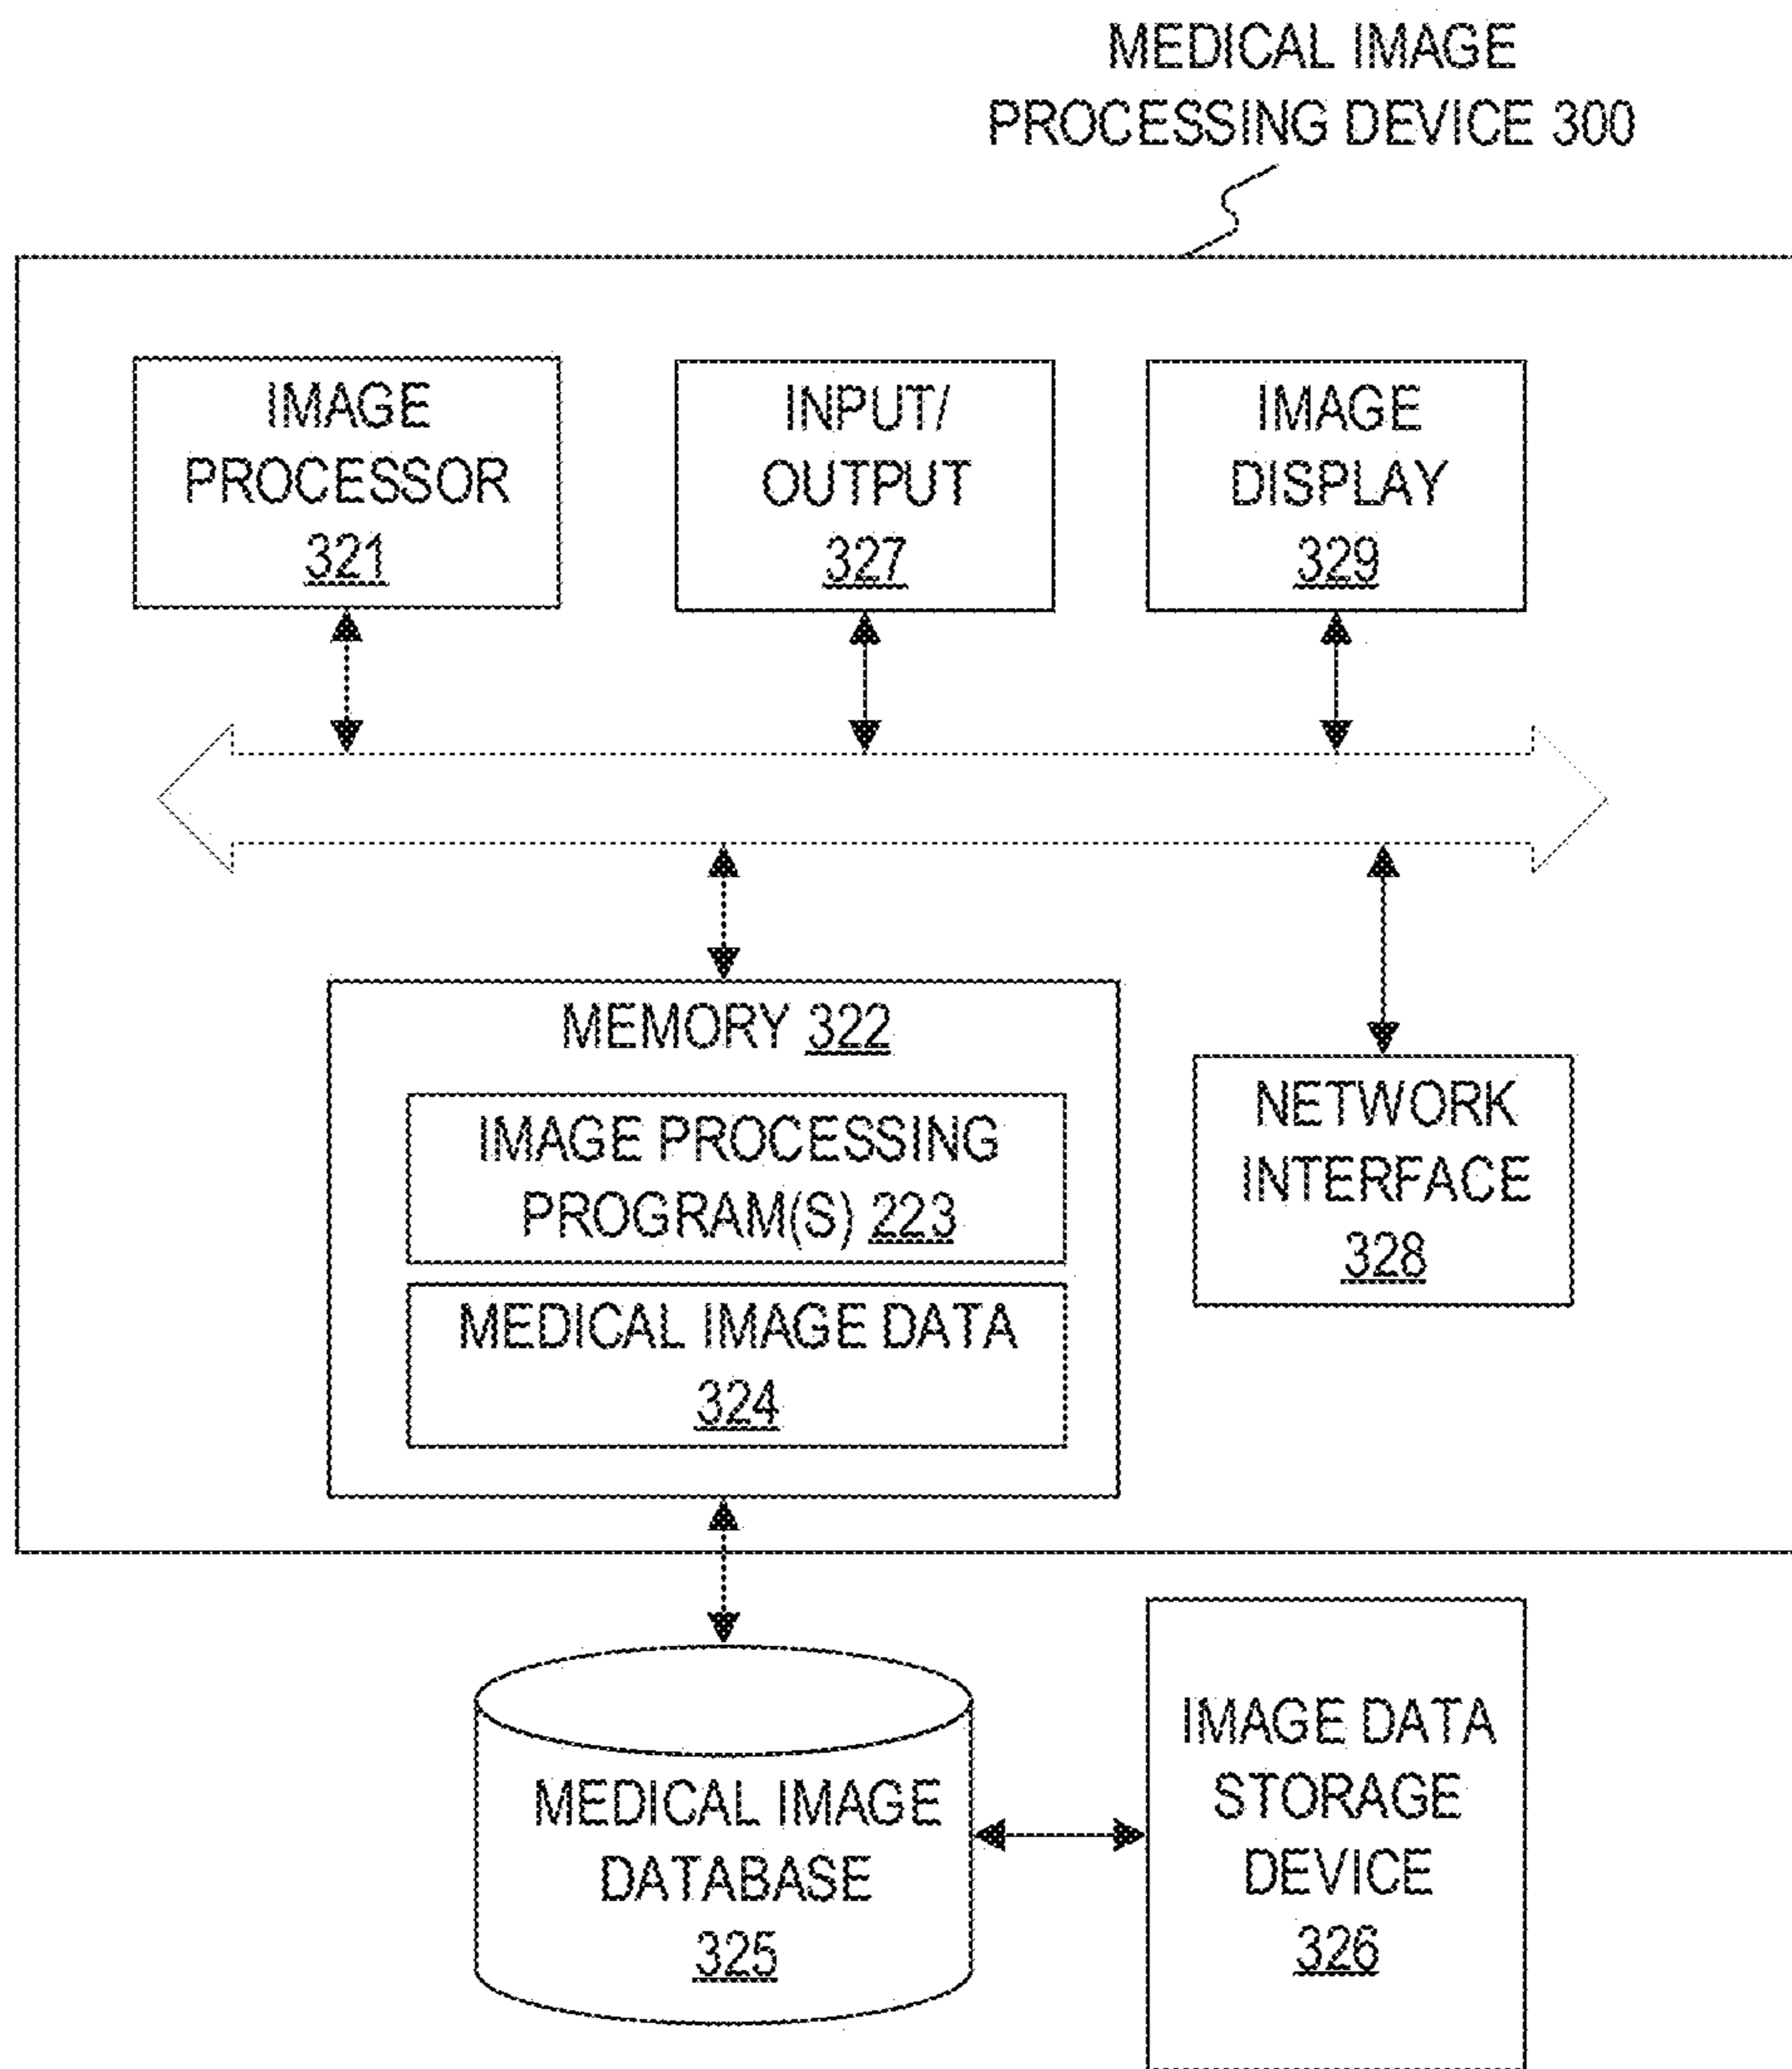 MEDICAL IMAGE
PROCESSING DEVICE 300
IMAGE
PROCESSOR
321
INPUT/
OUTPUT
327
IMAGE
DISPLAY
329
MEMORY 322
IMAGE PROCESSING
PROGRAM(S) 223
MEDICAL IMAGE DATA
324
NETWORK
INTERFACE
328
MEDICAL IMAGE
DATABASE
325
IMAGE DATA
STORAGE
DEVICE
326